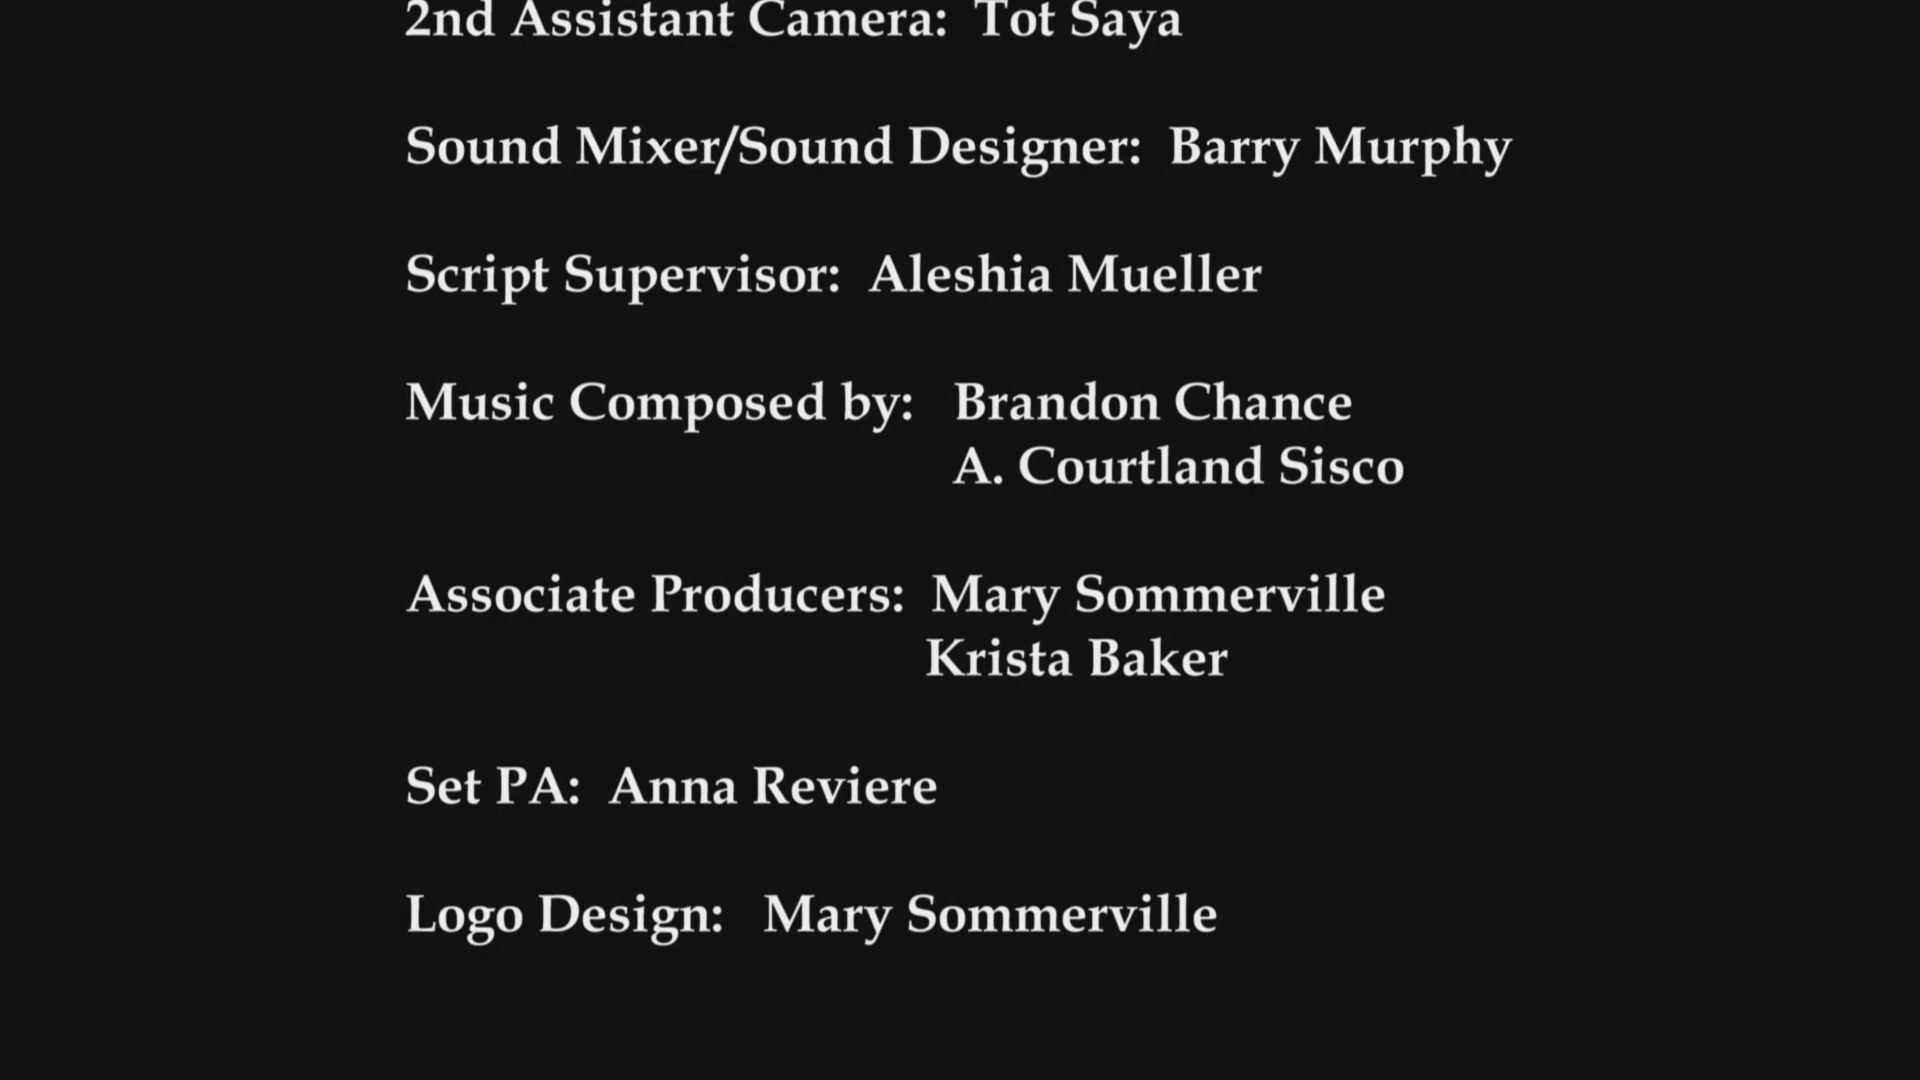 2nd Assistant Camera: Tot Saya
Sound Mixer/Sound Designer: Barry Murphy
Script Supervisor: Aleshia Mueller
Music Composed by: Brandon Chance
A. Courtland Sisco
Associate Producers: Mary Sommerville
Krista Baker
Set PA: Anna Reviere
Logo Design: Mary Sommerville